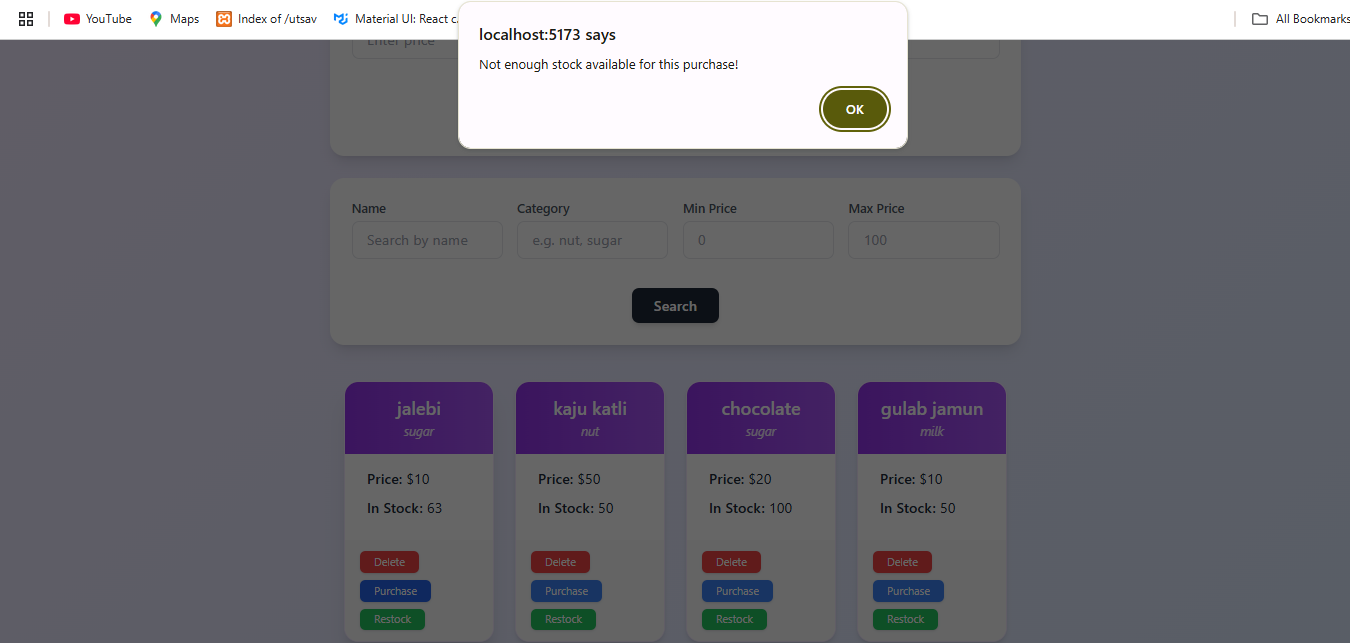 YouTube Maps Index of /utsav Material UI: React c. All Bookmarks
localhost:5173 says
Not enough stock available for this purchase!
OK
Enter price
Name Category Min Price Max Price
Search by name e.g. nut, sugar 0 100
Search
jalebi kaju katli chocolate gulab jamun
sugar nut sugar milk
Price: $10 Price: $50 Price: $20 Price: $10
In Stock: 63 In Stock: 50 In Stock: 100 In Stock: 50
Delete Delete Delete Delete
Purchase Purchase Purchase Purchase
Restock Restock Restock Restock